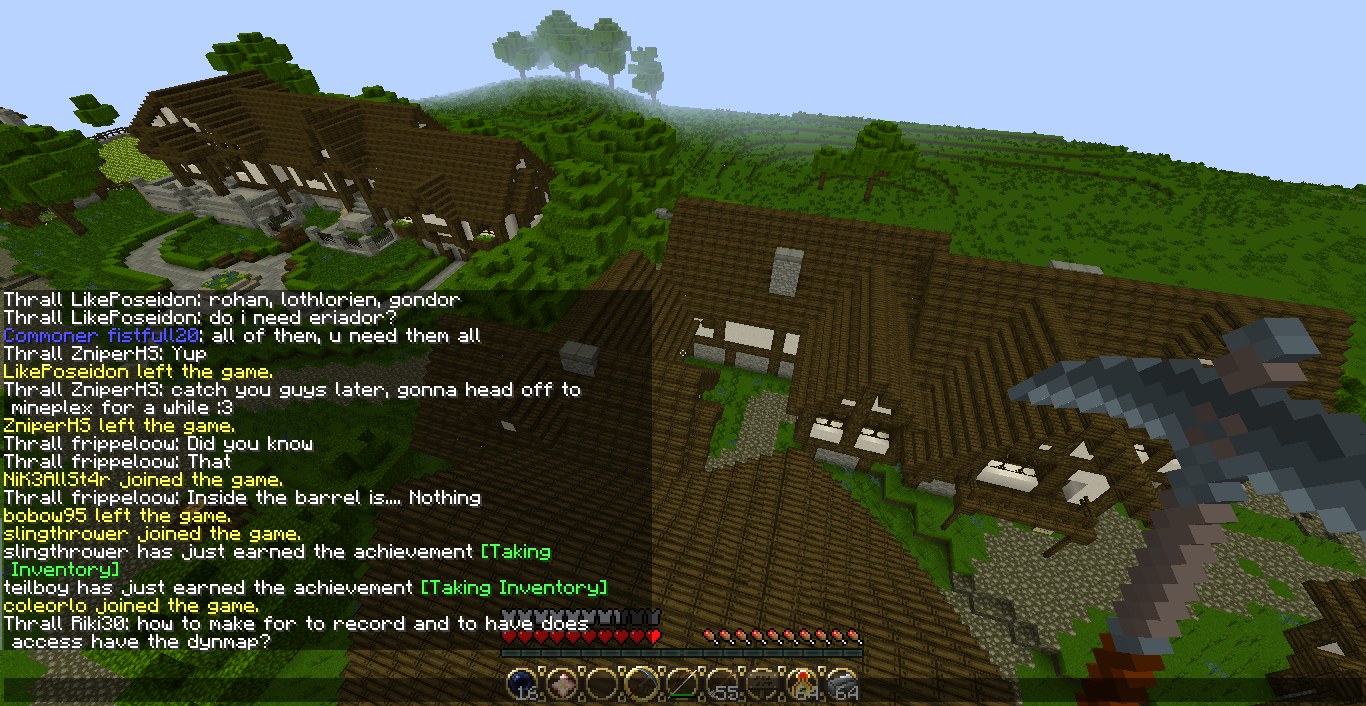 Thrall LikePoseidon: rohan, lothlorien, gondor
Thrall LikePoseidon: do i need eriador?
Commoner fistfull20: all of them, u need them all
Thrall ZniperH5: Yup
LikePoseidon left the game.
Thrall ZniperH5: catch you guys later, gonna head off to
mineplex for a while :3
ZniperH5 left the game.
Thrall frippeloow: Did you know
Thrall frippeloow: That
NiK3All5t4r joined the game.
Thrall frippeloow: Inside the barrel is.... Nothing
bobow95 left the game.
slingthrower joined the game.
slingthrower has just earned the achievement [Taking
Inventory]
teilboy has just earned the achievement [Taking Inventory]
coleorlo joined the game.
Thrall Riki30: how to make for to record and to have does
access have the dynmap?
16 55 64 64